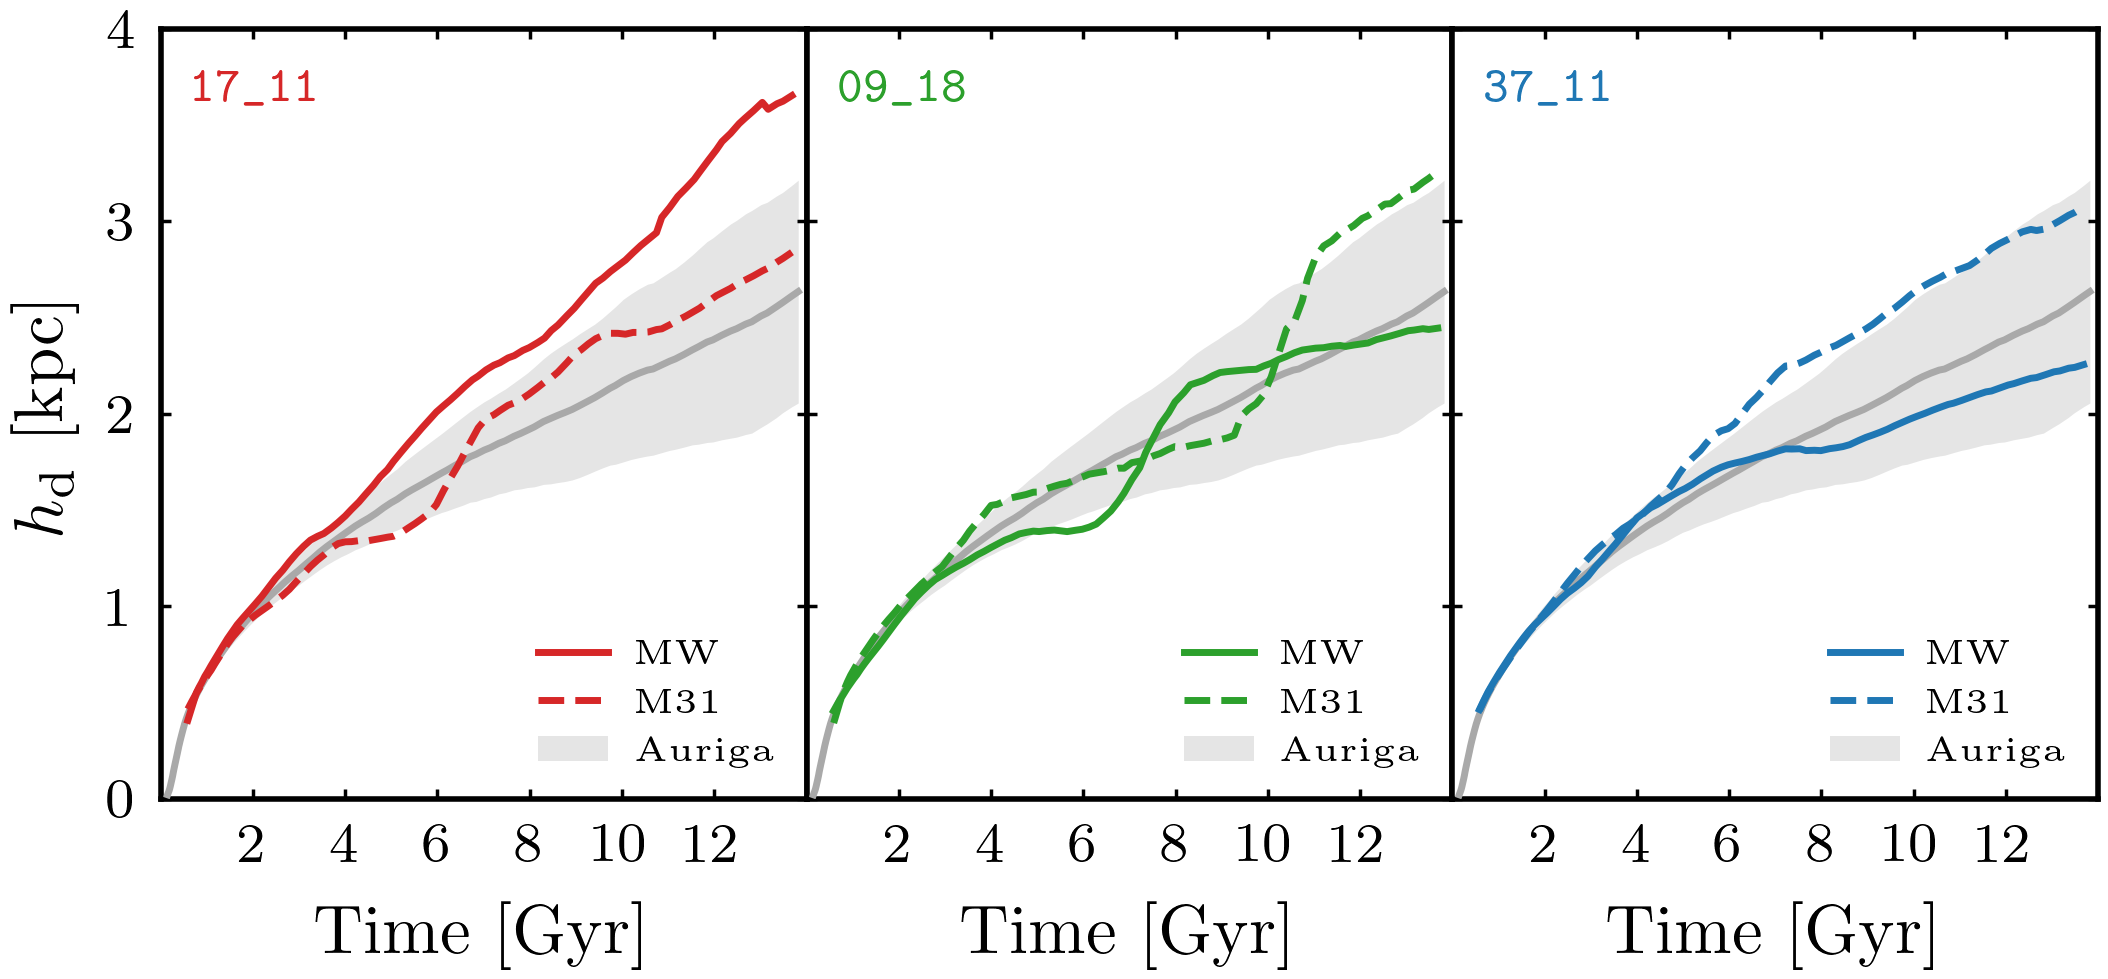 4
3
2
1
0
h_d [kpc]
17_11
MW
M31
Auriga
2 4 6 8 10 12
Time [Gyr]
09_18
MW
M31
Auriga
2 4 6 8 10 12
Time [Gyr]
37_11
MW
M31
Auriga
2 4 6 8 10 12
Time [Gyr]